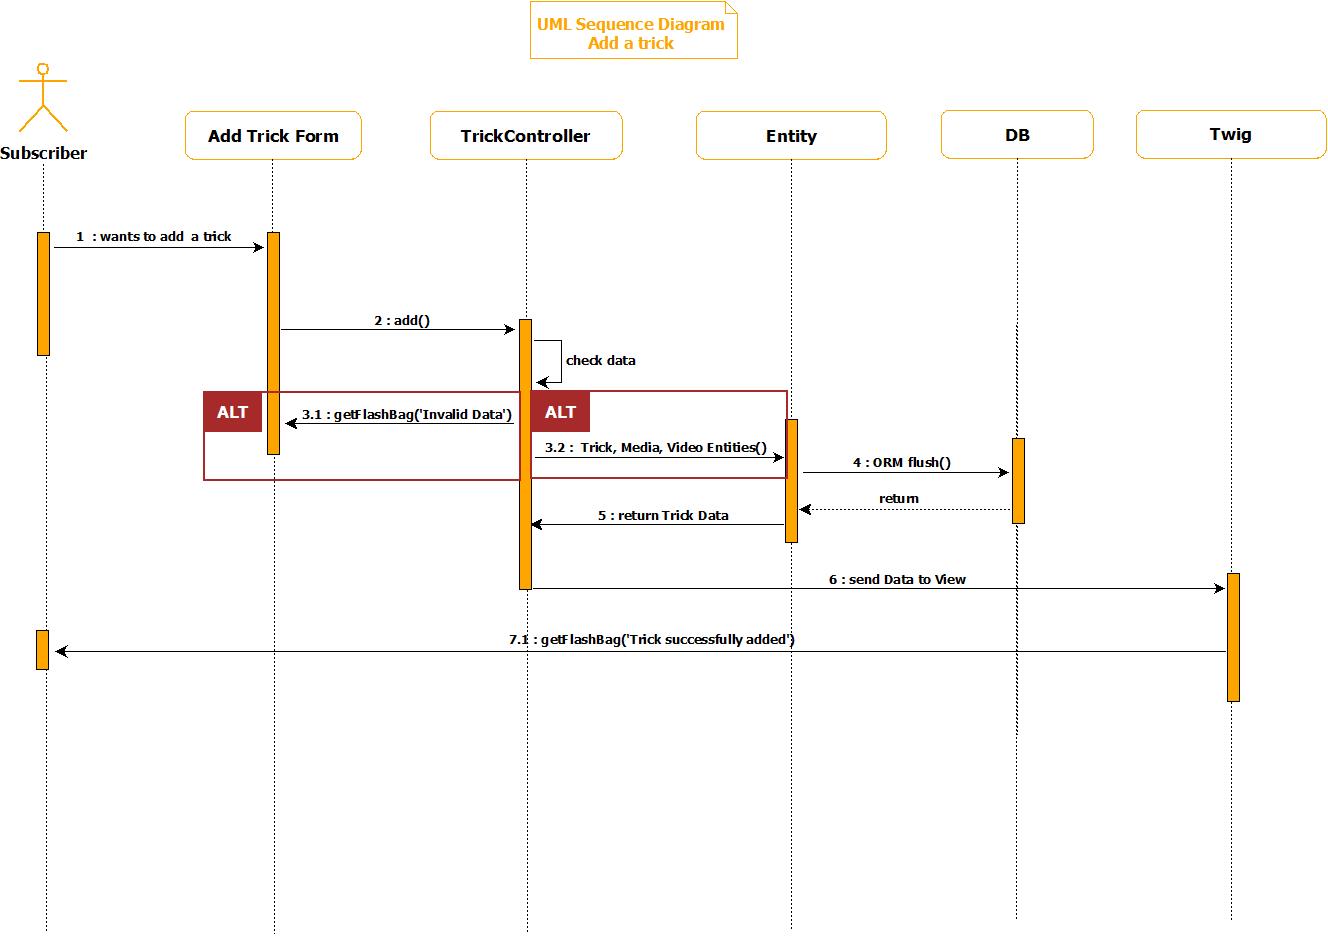 UML Sequence Diagram
Add a trick
Subscriber
Add Trick Form
TrickController
Entity
DB
Twig
1 : wants to add a trick
2 : add()
check data
ALT
3.1 : getFlashBag('Invalid Data')
ALT
3.2 : Trick, Media, Video Entities()
4 : ORM flush()
return
5 : return Trick Data
6 : send Data to View
7.1 : getFlashBag('Trick successfully added')